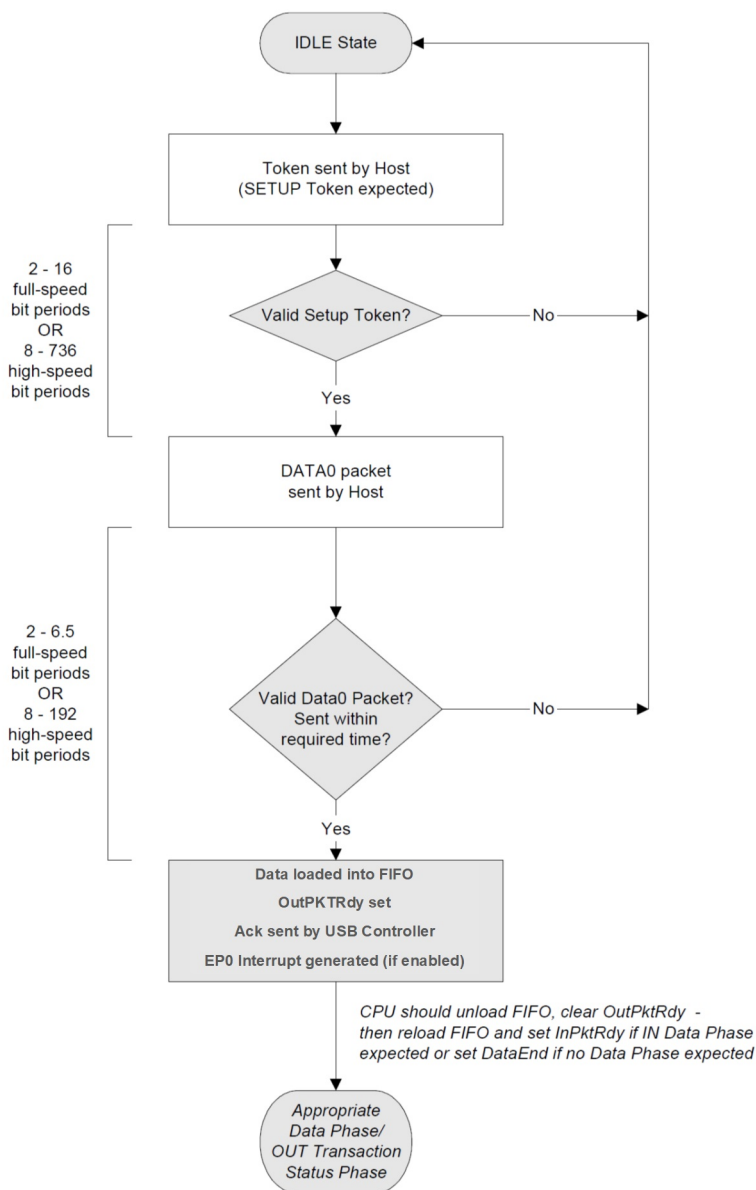 IDLE State
Token sent by Host
(SETUP Token expected)
2 - 16
full-speed
bit periods
OR
8 - 736
high-speed
bit periods
Valid Setup Token?
No
Yes
DATA0 packet
sent by Host
2 - 6.5
full-speed
bit periods
OR
8 - 192
high-speed
bit periods
Valid Data0 Packet?
Sent within
required time?
No
Yes
Data loaded into FIFO
OutPKTRdy set
Ack sent by USB Controller
EP0 Interrupt generated (if enabled)
CPU should unload FIFO, clear OutPktRdy -
then reload FIFO and set InPktRdy if IN Data Phase
expected or set DataEnd if no Data Phase expected
Appropriate
Data Phase/
OUT Transaction
Status Phase